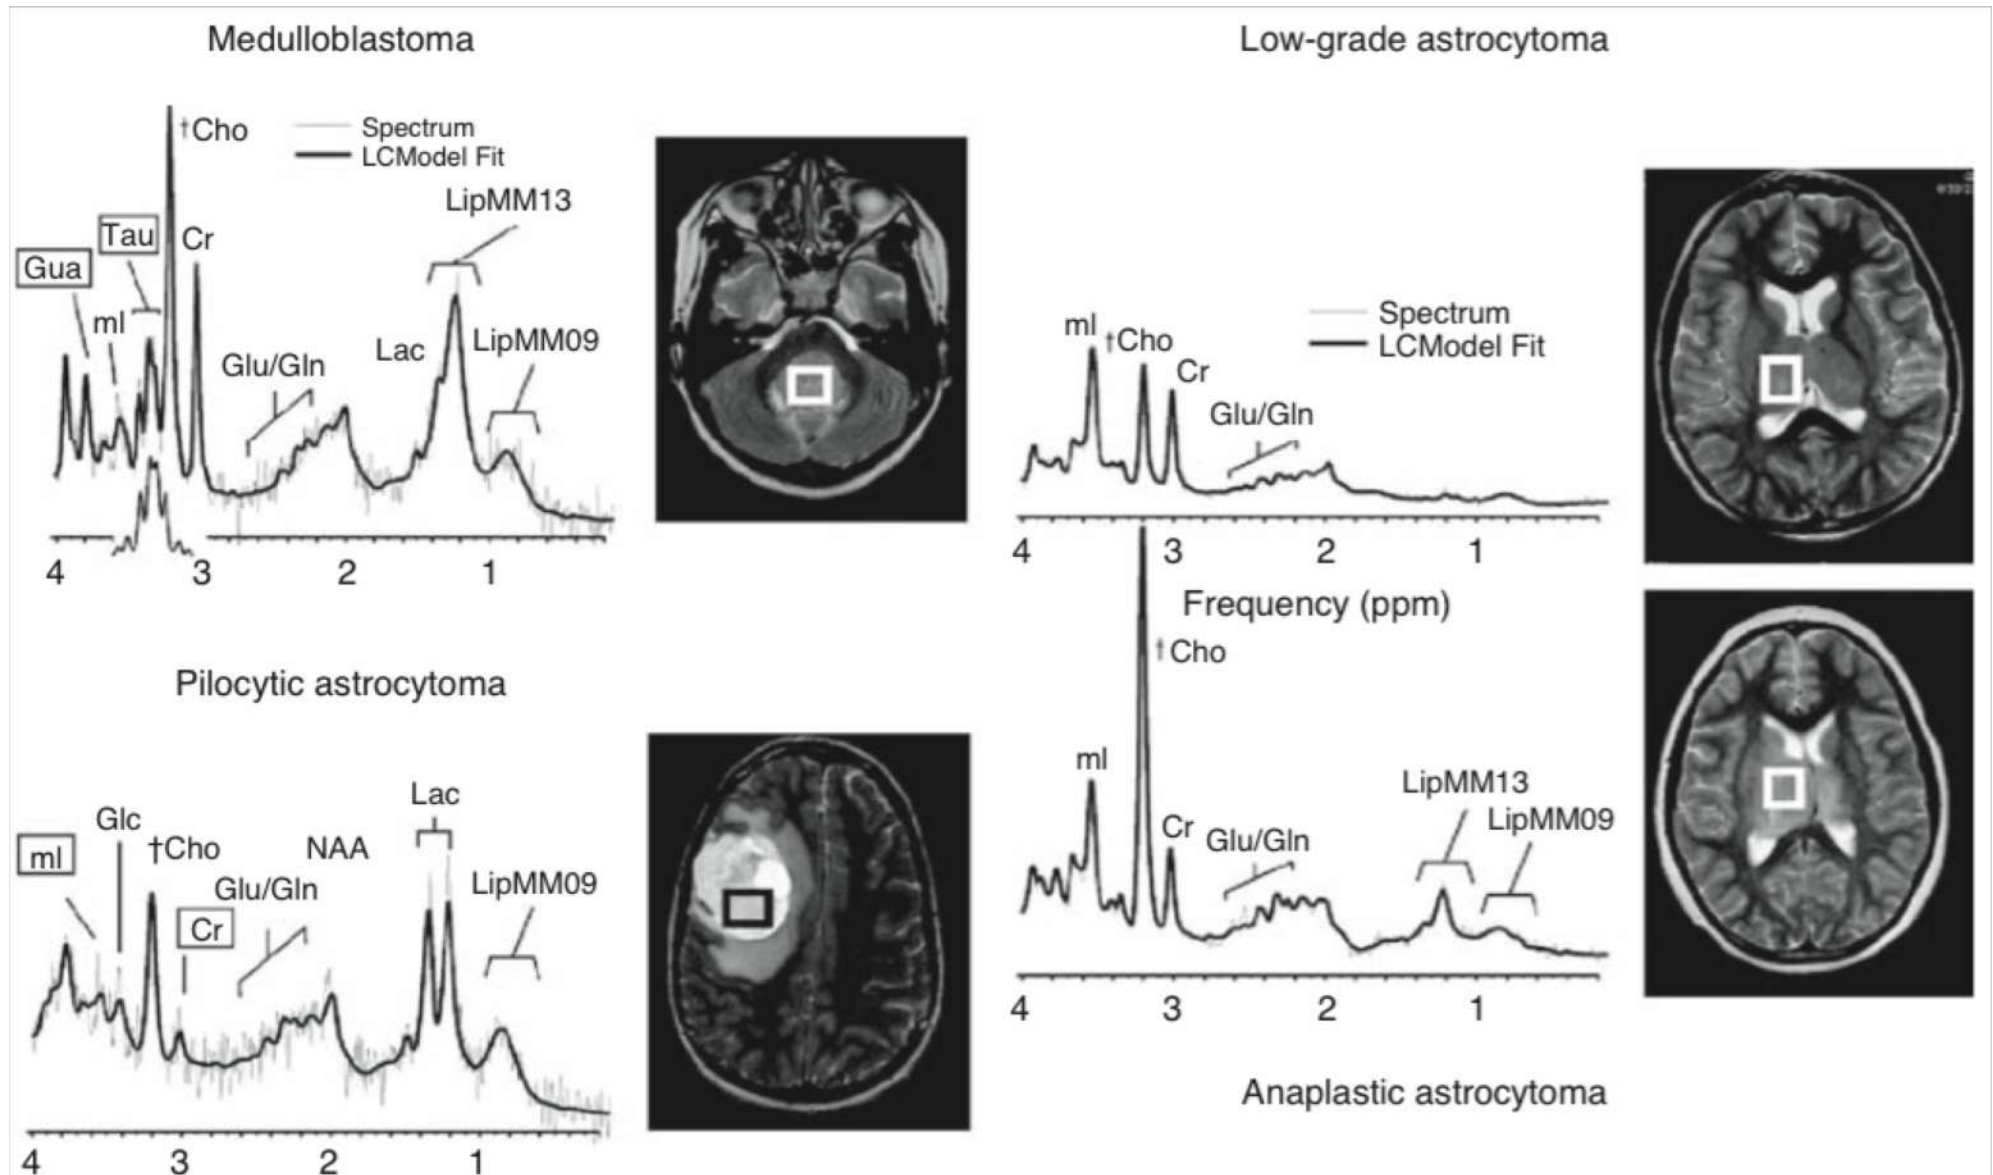 Medulloblastoma
†Cho
Spectrum
LCModel Fit
LipMM13
Tau
Cr
Gua
mI
Glu/Gln
Lac
LipMM09
4 3 2 1
Low-grade astrocytoma
mI
†Cho
Cr
Spectrum
LCModel Fit
Glu/Gln
4 3 2 1
Frequency (ppm)
Pilocytic astrocytoma
Lac
Glc
mI
†Cho
NAA
Glu/Gln
LipMM09
Cr
4 3 2 1
†Cho
mI
LipMM13
Cr
Glu/Gln
LipMM09
4 3 2 1
Anaplastic astrocytoma